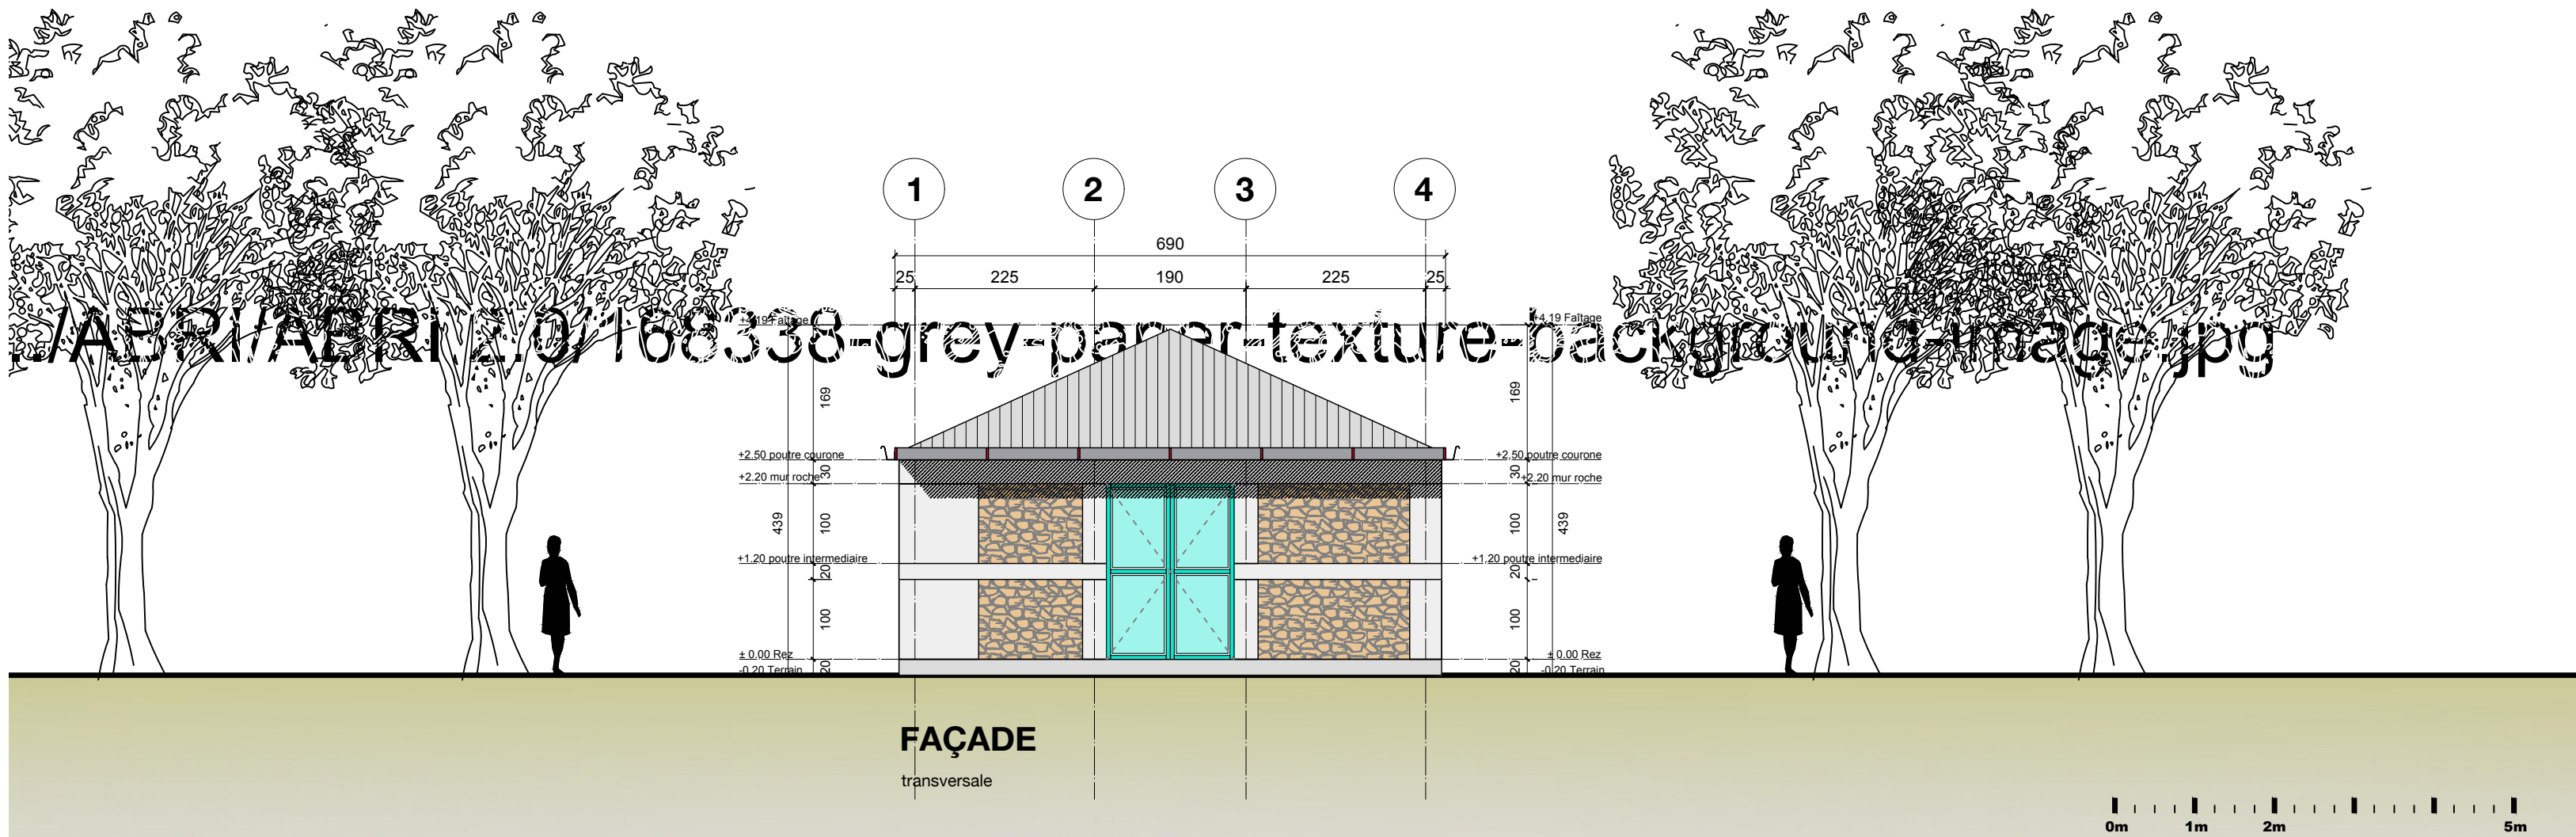 1 2 3 4
690
25 225 190 225 25
../ABRI/ABRI 2.0/168338-grey-paper-texture-background-image.jpg
+4.19 Faîtage
+4.19 Faîtage
169
169
+2.50 poutre courone
+2.50 poutre courone
30
30
+2.20 mur roche
+2.20 mur roche
439
100
100
439
+1.20 poutre intermediaire
+1.20 poutre intermediaire
20
20
100
100
± 0.00 Rez
± 0.00 Rez
20
20
-0.20 Terrain
-0.20 Terrain
FAÇADE
transversale
0m 1m 2m 5m